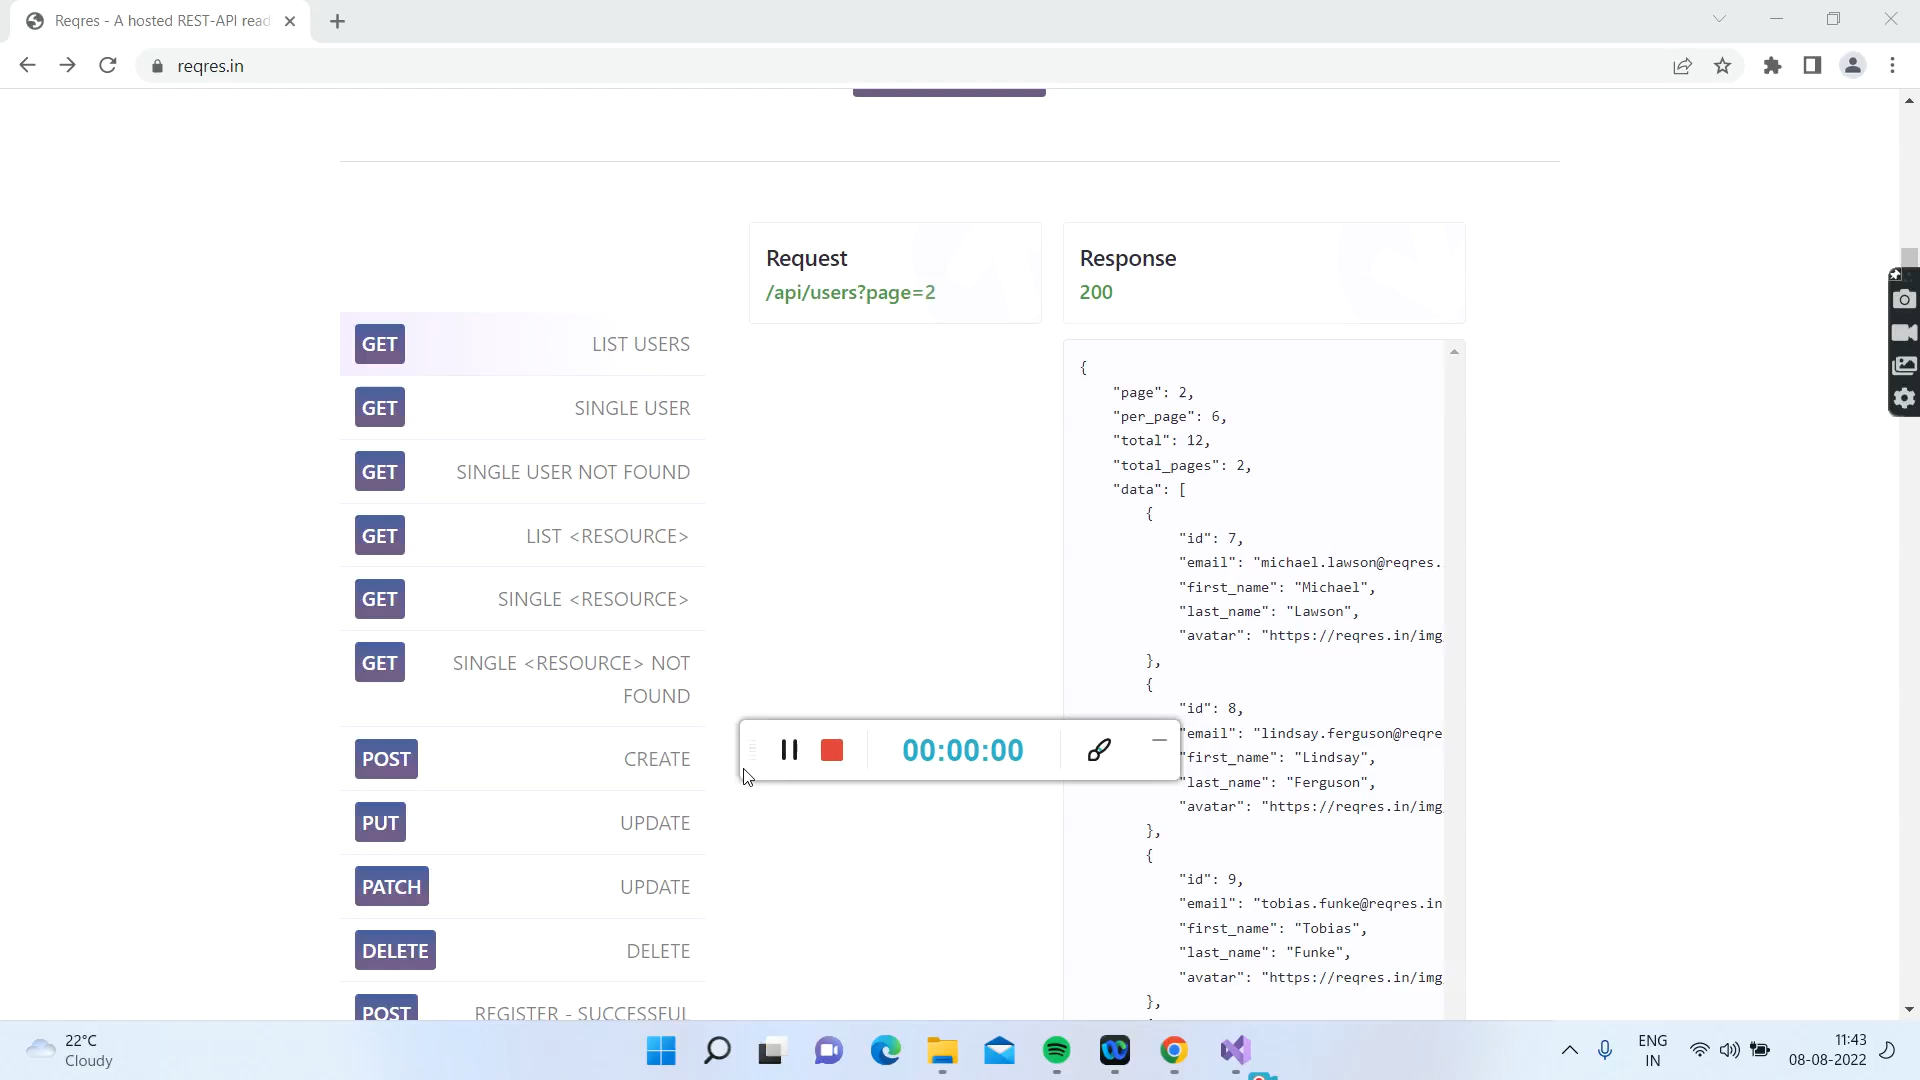 Reqres - A hosted REST-API read
reqres.in
Request
/api/users?page=2
Response
200
GET LIST USERS
GET SINGLE USER
GET SINGLE USER NOT FOUND
GET LIST <RESOURCE>
GET SINGLE <RESOURCE>
GET SINGLE <RESOURCE> NOT
FOUND
POST CREATE
PUT UPDATE
PATCH UPDATE
DELETE DELETE
POST REGISTER - SUCCESSFUL
{
"page": 2,
"per_page": 6,
"total": 12,
"total_pages": 2,
"data": [
{
"id": 7,
"email": "michael.lawson@reqres.
"first_name": "Michael",
"last_name": "Lawson",
"avatar": "https://reqres.in/img
},
{
"id": 8,
"email": "lindsay.ferguson@reqre
"first_name": "Lindsay",
"last_name": "Ferguson",
"avatar": "https://reqres.in/img
},
{
"id": 9,
"email": "tobias.funke@reqres.in
"first_name": "Tobias",
"last_name": "Funke",
"avatar": "https://reqres.in/img
},
00:00:00
22°C
Cloudy
ENG
IN
11:43
08-08-2022